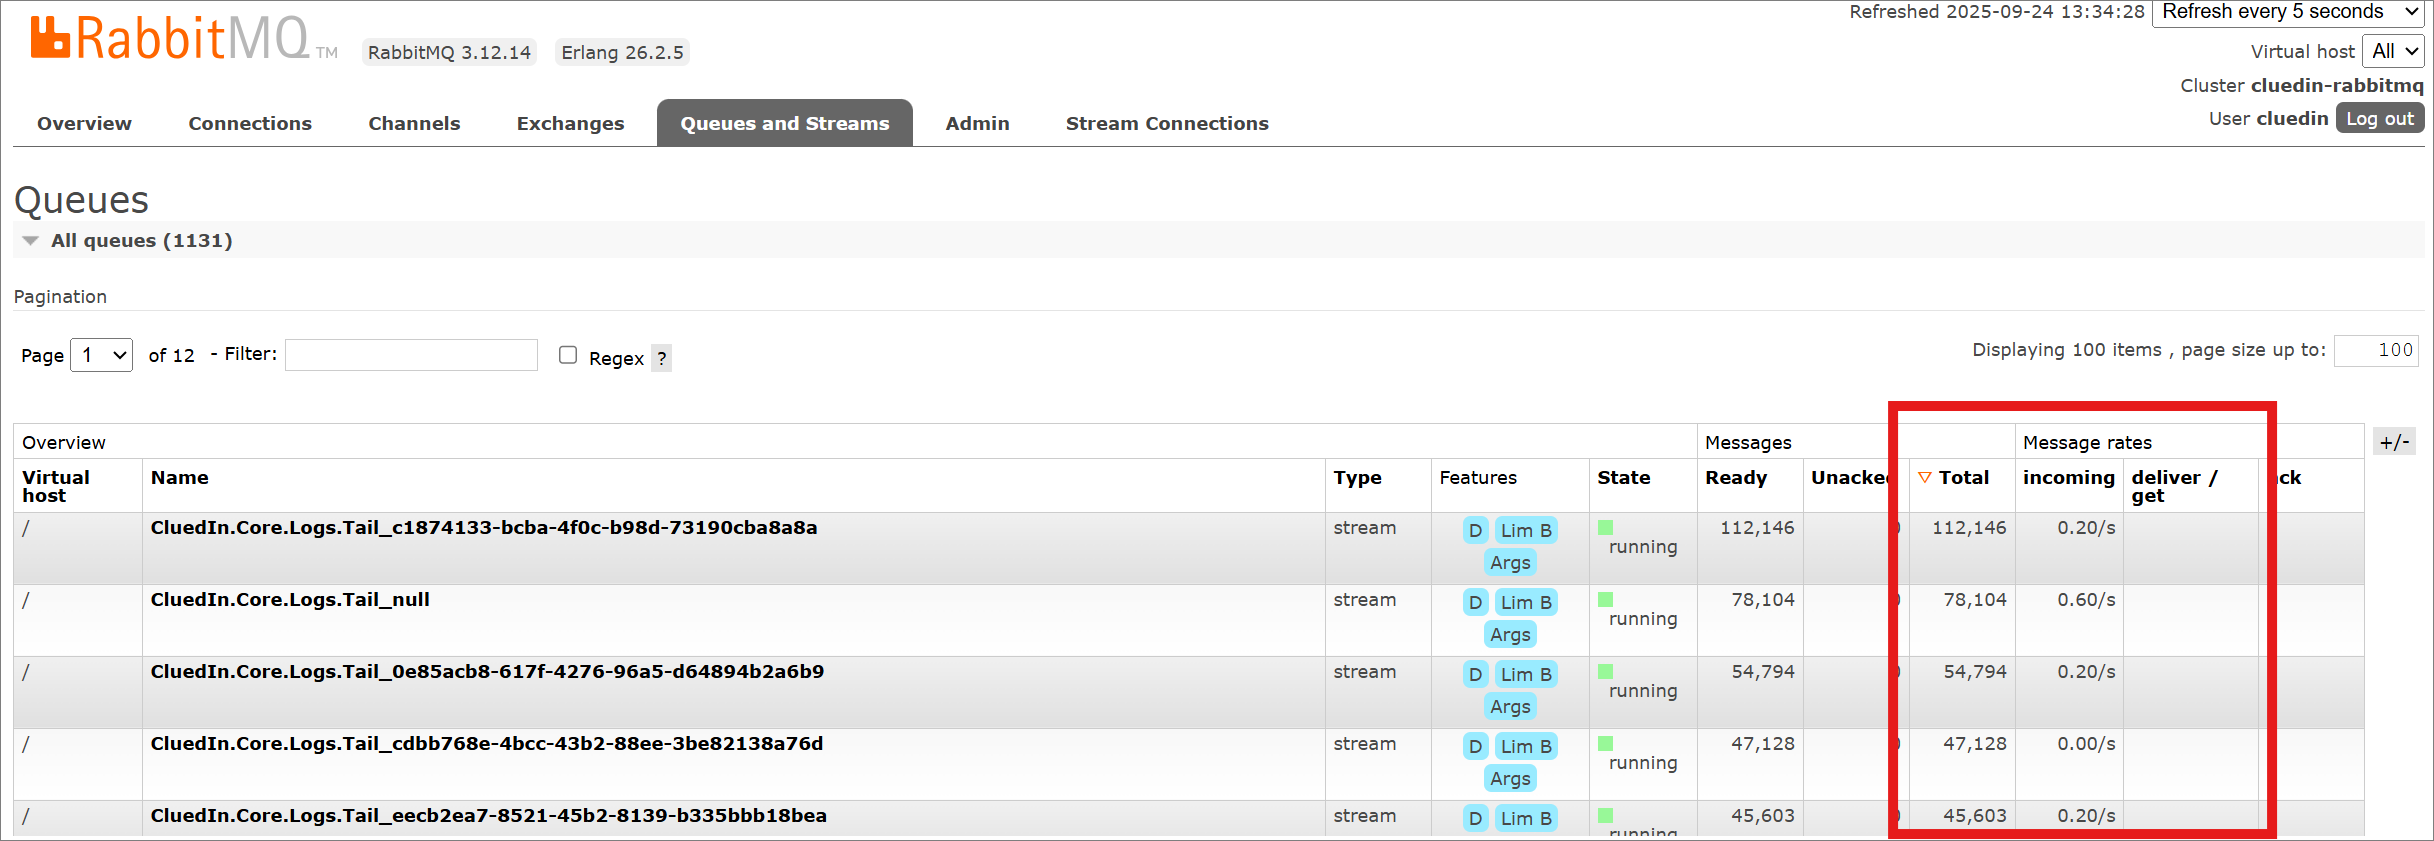 Refreshed 2025-09-24 13:34:28 Refresh every 5 seconds
RabbitMQ TM RabbitMQ 3.12.14 Erlang 26.2.5
Virtual host All
Cluster cluedin-rabbitmq
User cluedin Log out
Overview Connections Channels Exchanges Queues and Streams Admin Stream Connections
Queues
All queues (1131)
Pagination
Page 1 of 12 - Filter: Regex ? Displaying 100 items , page size up to: 100
Overview Messages Message rates +/-
Virtual host Name Type Features State Ready Unacked Total incoming deliver / get
/ CluedIn.Core.Logs.Tail_c1874133-bcba-4f0c-b98d-73190cba8a8a stream D Lim B Args running 112,146 112,146 0.20/s
/ CluedIn.Core.Logs.Tail_null stream D Lim B Args running 78,104 78,104 0.60/s
/ CluedIn.Core.Logs.Tail_0e85acb8-617f-4276-96a5-d64894b2a6b9 stream D Lim B Args running 54,794 54,794 0.20/s
/ CluedIn.Core.Logs.Tail_cdbb768e-4bcc-43b2-88ee-3be82138a76d stream D Lim B Args running 47,128 47,128 0.00/s
/ CluedIn.Core.Logs.Tail_eecb2ea7-8521-45b2-8139-b335bbb18bea stream D Lim B running 45,603 45,603 0.20/s